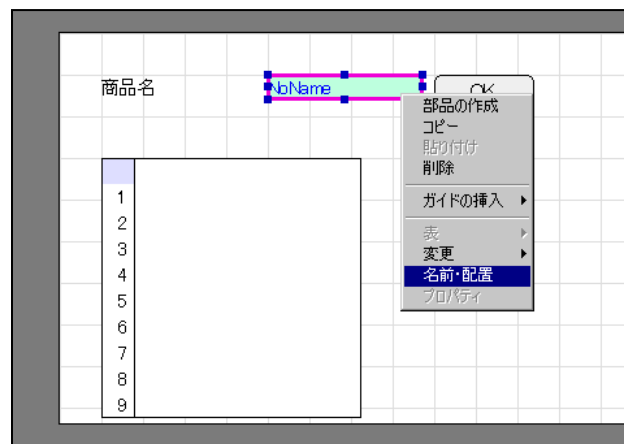 商品名
NoName
OK
部品の作成
コピー
貼り付け
削除
ガイドの挿入
表
変更
名前・配置
プロパティ
1
2
3
4
5
6
7
8
9